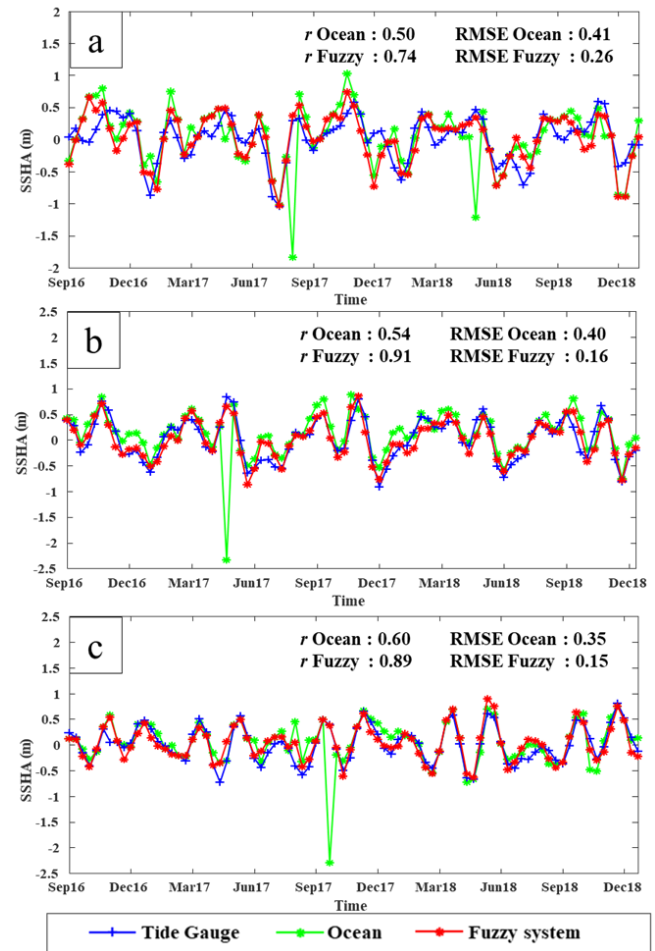 a
r Ocean : 0.50 RMSE Ocean : 0.41
r Fuzzy : 0.74 RMSE Fuzzy : 0.26
SSHA (m)
2
1.5
1
0.5
0
-0.5
-1
-1.5
-2
Sep16 Dec16 Mar17 Jun17 Sep17 Dec17 Mar18 Jun18 Sep18 Dec18
Time
b
r Ocean : 0.54 RMSE Ocean : 0.40
r Fuzzy : 0.91 RMSE Fuzzy : 0.16
SSHA (m)
2.5
2
1.5
1
0.5
0
-0.5
-1
-1.5
-2
-2.5
Sep16 Dec16 Mar17 Jun17 Sep17 Dec17 Mar18 Jun18 Sep18 Dec18
Time
c
r Ocean : 0.60 RMSE Ocean : 0.35
r Fuzzy : 0.89 RMSE Fuzzy : 0.15
SSHA (m)
2.5
2
1.5
1
0.5
0
-0.5
-1
-1.5
-2
-2.5
Sep16 Dec16 Mar17 Jun17 Sep17 Dec17 Mar18 Jun18 Sep18 Dec18
Time
Tide Gauge Ocean Fuzzy system